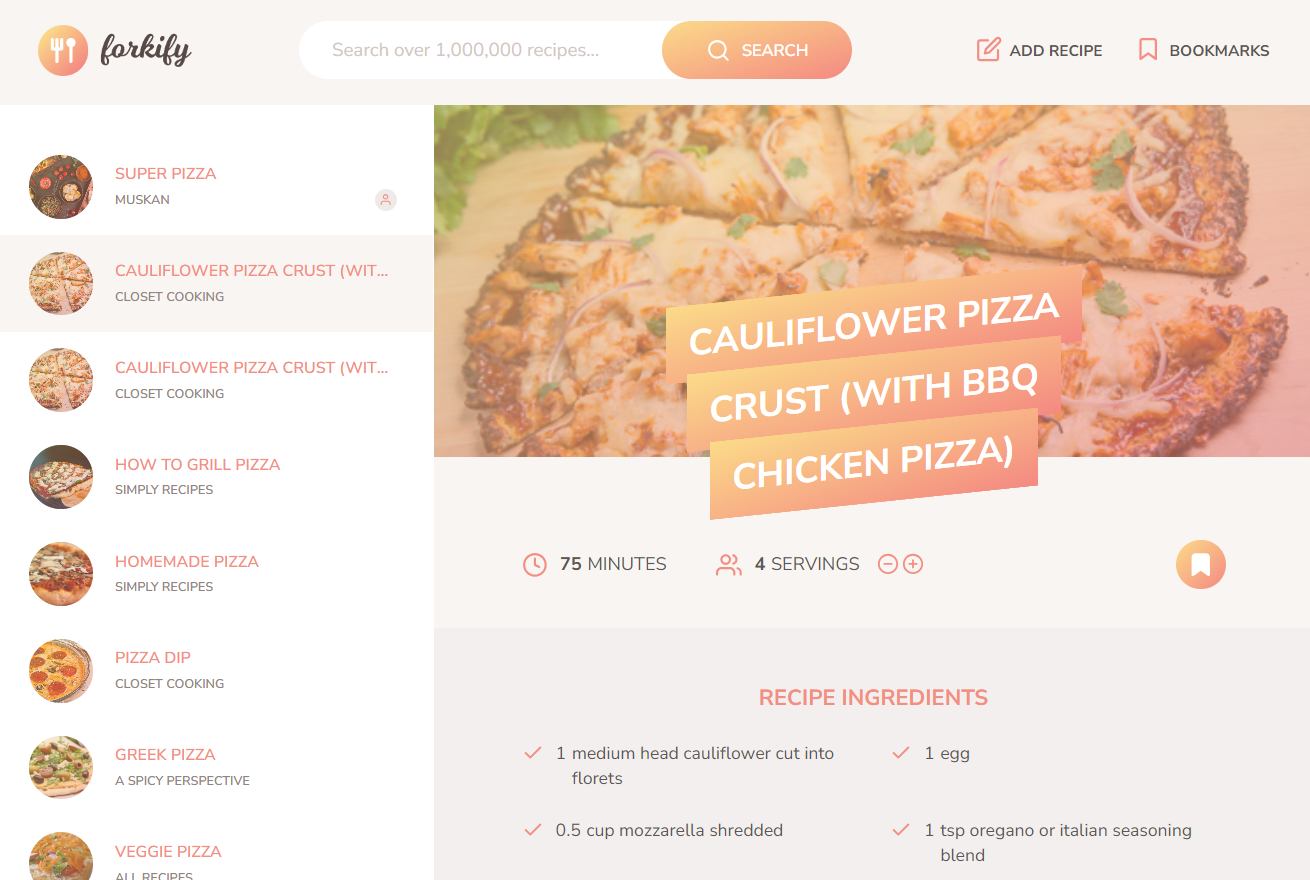 forkify
Search over 1,000,000 recipes...
SEARCH
ADD RECIPE
BOOKMARKS
SUPER PIZZA
MUSKAN
CAULIFLOWER PIZZA CRUST (WIT...
CLOSET COOKING
CAULIFLOWER PIZZA CRUST (WIT...
CLOSET COOKING
HOW TO GRILL PIZZA
SIMPLY RECIPES
HOMEMADE PIZZA
SIMPLY RECIPES
PIZZA DIP
CLOSET COOKING
GREEK PIZZA
A SPICY PERSPECTIVE
VEGGIE PIZZA
ALL RECIPES
CAULIFLOWER PIZZA
CRUST (WITH BBQ
CHICKEN PIZZA)
75 MINUTES
4 SERVINGS
RECIPE INGREDIENTS
1 medium head cauliflower cut into
florets
1 egg
0.5 cup mozzarella shredded
1 tsp oregano or italian seasoning
blend